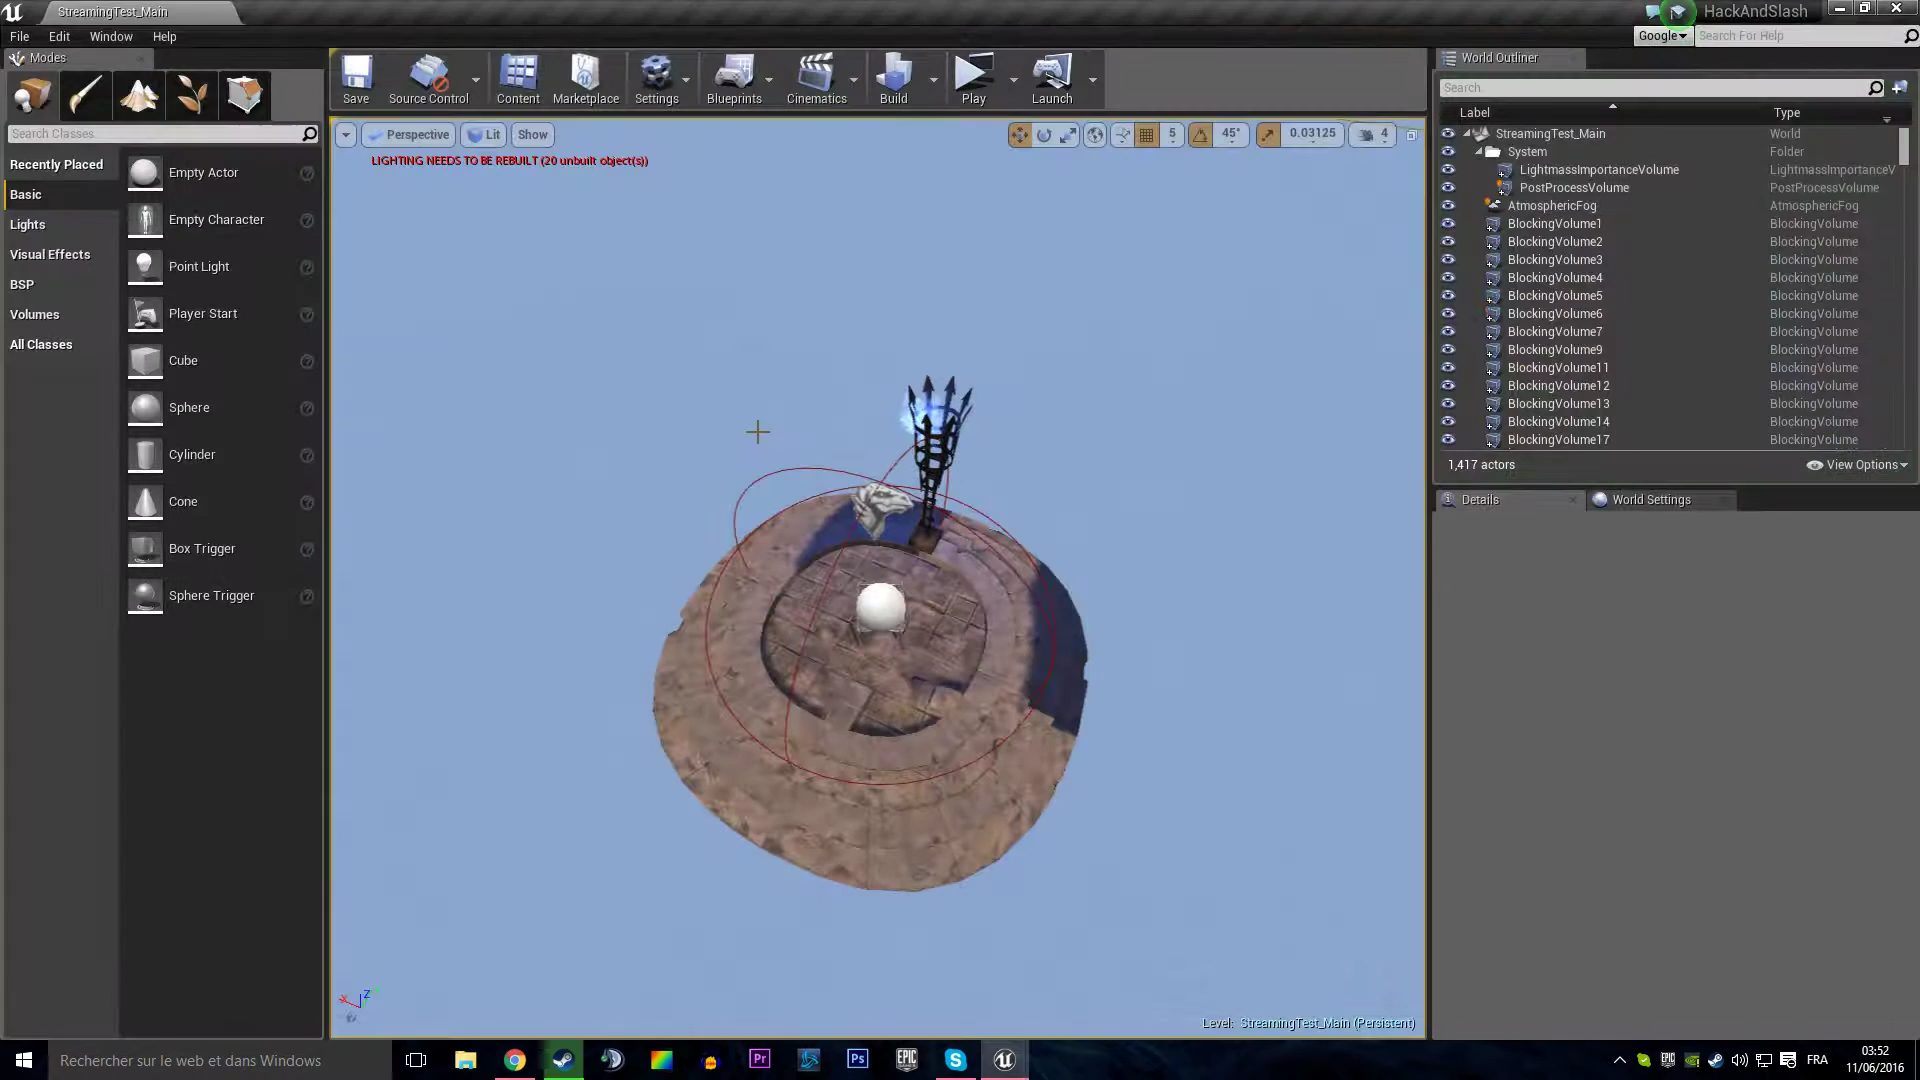 StreamingTest_Main
HackAndSlash
File Edit Window Help
Google
Search For Help
Modes
Search Classes
Recently Placed
Basic
Lights
Visual Effects
BSP
Volumes
All Classes
Empty Actor
Empty Character
Point Light
Player Start
Cube
Sphere
Cylinder
Cone
Box Trigger
Sphere Trigger
Save Source Control Content Marketplace Settings Blueprints Cinematics Build Play Launch
Perspective Lit Show
5 45° 0.03125 4
LIGHTING NEEDS TO BE REBUILT (20 unbuilt object(s))
X Z
Level: StreamingTest_Main (Persistent)
World Outliner
Search
Label Type
StreamingTest_Main World
System Folder
LightmassImportanceVolume LightmassImportanceV
PostProcessVolume PostProcessVolume
AtmosphericFog AtmosphericFog
BlockingVolume1 BlockingVolume
BlockingVolume2 BlockingVolume
BlockingVolume3 BlockingVolume
BlockingVolume4 BlockingVolume
BlockingVolume5 BlockingVolume
BlockingVolume6 BlockingVolume
BlockingVolume7 BlockingVolume
BlockingVolume9 BlockingVolume
BlockingVolume11 BlockingVolume
BlockingVolume12 BlockingVolume
BlockingVolume13 BlockingVolume
BlockingVolume14 BlockingVolume
BlockingVolume17 BlockingVolume
1,417 actors
View Options
Details
World Settings
Rechercher sur le web et dans Windows
Pr
Ps
EPIC GAMES
FRA
03:52
11/06/2016